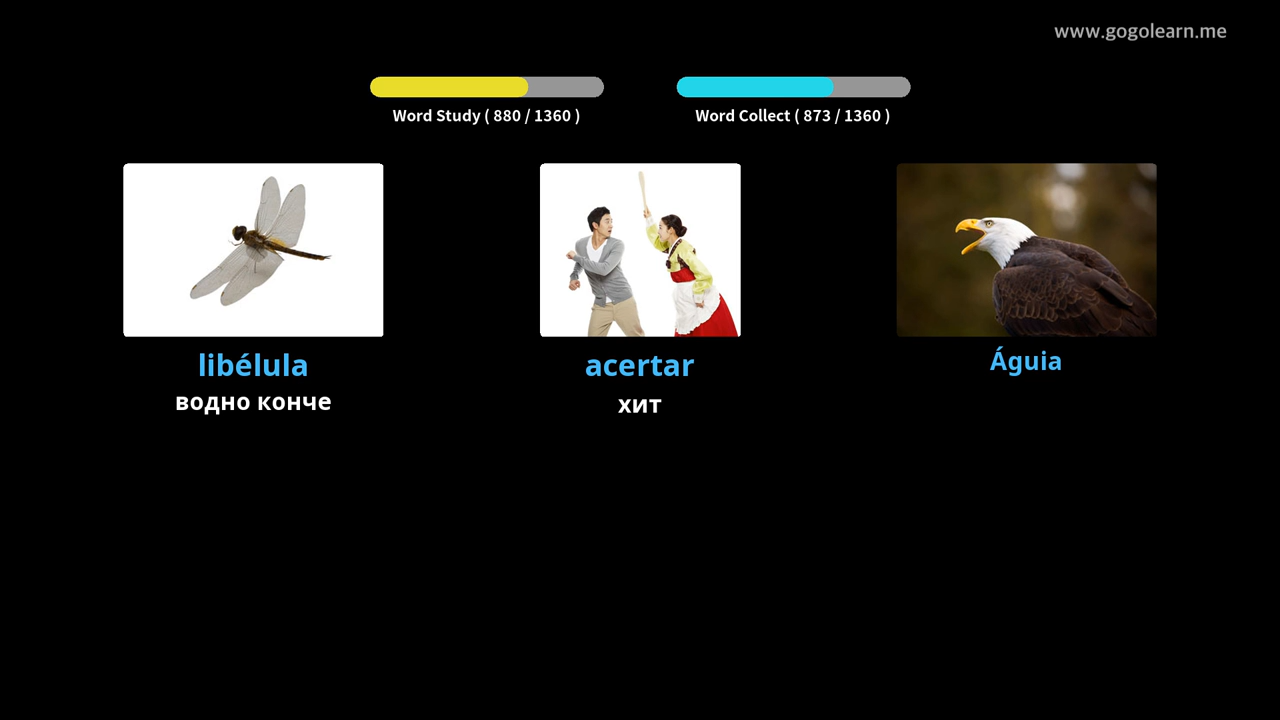 www.gogolearn.me
Word Study ( 880 / 1360 )
Word Collect ( 873 / 1360 )
libélula
водно конче
acertar
хит
Águia